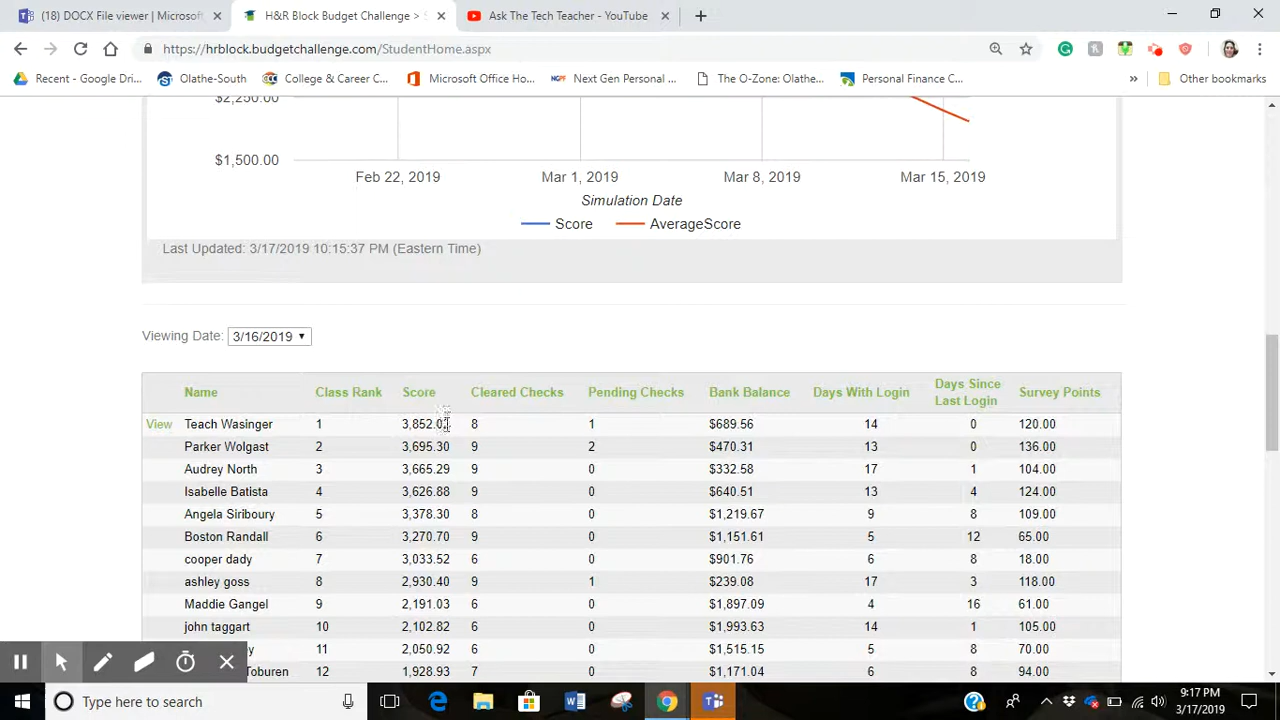 (18) DOCX File viewer | Microsoft
H&R Block Budget Challenge > S
Ask The Tech Teacher - YouTube
https://hrblock.budgetchallenge.com/StudentHome.aspx
Recent - Google Dri... Olathe-South College & Career C... Microsoft Office Ho... Next Gen Personal ... The O-Zone: Olathe... Personal Finance C... » Other bookmarks
$2,250.00
$1,500.00
Feb 22, 2019 Mar 1, 2019 Mar 8, 2019 Mar 15, 2019
Simulation Date
Score AverageScore
Last Updated: 3/17/2019 10:15:37 PM (Eastern Time)
Viewing Date: 3/16/2019
Name Class Rank Score Cleared Checks Pending Checks Bank Balance Days With Login Days Since Last Login Survey Points
View Teach Wasinger 1 8 1 $689.56 14 0 120.00
Parker Wolgast 2 3,695.30 9 2 $470.31 13 0 136.00
Audrey North 3 3,665.29 9 0 $332.58 17 1 104.00
Isabelle Batista 4 3,626.88 9 0 $640.51 13 4 124.00
Angela Siriboury 5 3,378.30 8 0 $1,219.67 9 8 109.00
Boston Randall 6 3,270.70 9 0 $1,151.61 5 12 65.00
cooper dady 7 3,033.52 6 0 $901.76 6 8 18.00
ashley goss 8 2,930.40 9 1 $239.08 17 3 118.00
Maddie Gangel 9 2,191.03 6 0 $1,897.09 4 16 61.00
john taggart 10 2,102.82 6 0 $1,993.63 14 1 105.00
11 2,050.92 6 0 $1,515.15 5 8 70.00
Toburen 12 1,928.93 7 0 $1,171.04 6 8 94.00
Type here to search
9:17 PM
3/17/2019